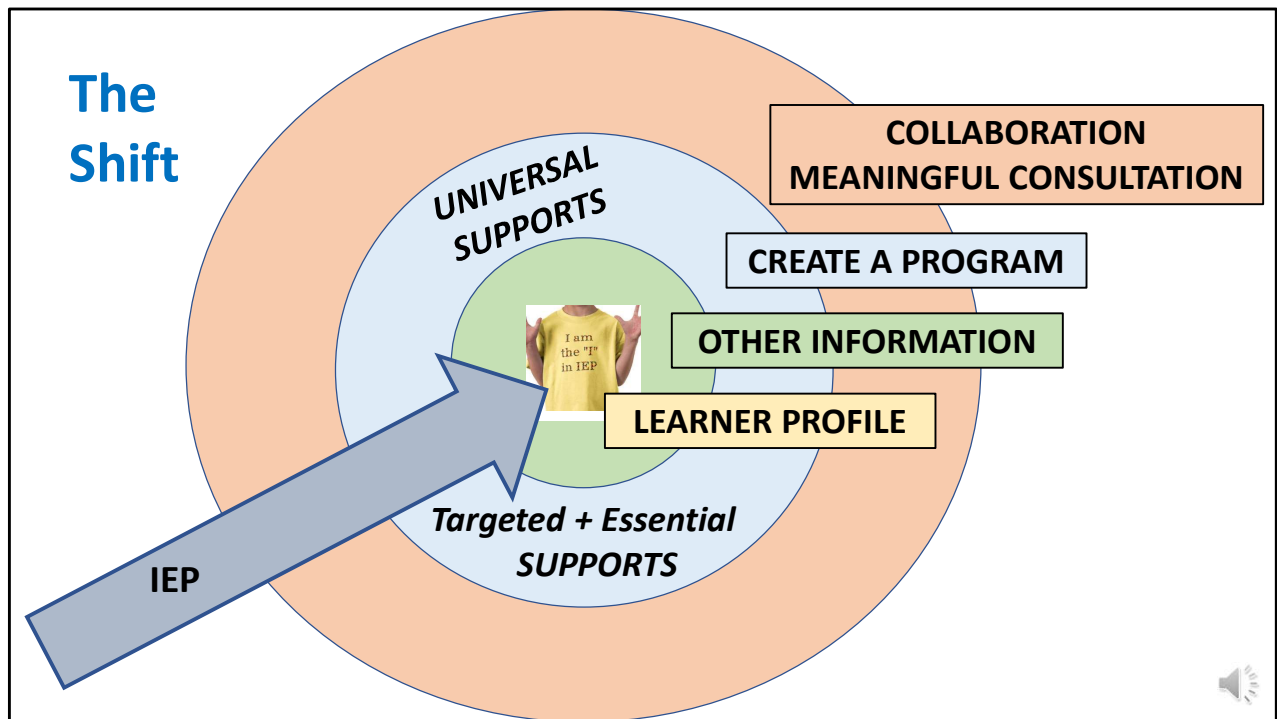 The
Shift
COLLABORATION
MEANINGFUL CONSULTATION
UNIVERSAL
SUPPORTS
CREATE A PROGRAM
OTHER INFORMATION
I am
the "I"
in IEP
LEARNER PROFILE
Targeted + Essential
SUPPORTS
IEP